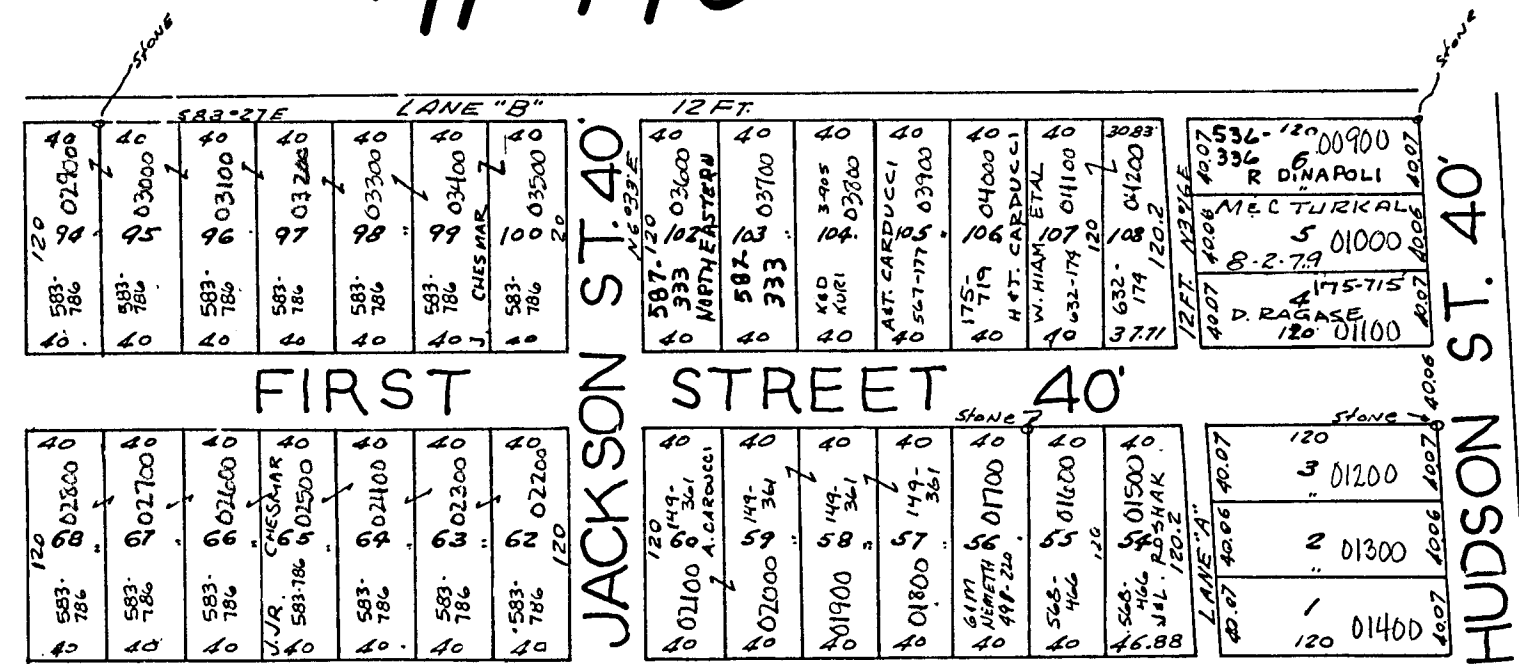 stone
stone
LANE "B" 12 FT.
S83°27E
40 40 40 40 40 40 40
02900 03000 03100 03200 03300 03400 03500
120 94 95 96 97 98 " 99 100 20
J CHESMAR
583-786 583-786 583-786 583-786 583-786 583-786 583-786
40 40 40 40 40 40 40
JACKSON ST. 40'
N6°33'E
40 40 40 40 40 40 3083
03600 03700 3-905 03800 03900 04000 04100 04200
120 102 103 " 104. 105 " 106 107 108
587-333 NORTHEASTERN
587-333
K&D KURI
A&T. CARDUCCI 567-177
175-719 H&T. CARDUCCI
W. HIAM ETAL 632-174 120
632-174 120.2
40 40 40 40 40 40 37.71
12 FT. N3°9'GE
536-336 120 00900
40.07 6 40.07
R DINAPOLI
M&C TURKAL
40.06 5 01000 40.06
8-2-79
175-715
40.07 4 40.07
D. RAGASE
120 01100
HUDSON ST. 40'
FIRST STREET 40'
40.06
stone
stone
40 40 40 40 40 40 40
02800 02700 02600 02500 02400 02300 02200
120 68 " 67 " 66 " 65 64 " 63 " 62 120
J. JR. CHESMAR
583-786 583-786 583-786 583-786 583-786 583-786 583-786
40 40 40 40 40 40 40
40 40 40 40 40 40 40
149-361 149-361 149-361 149-361 01700 01600 01500
120 60 59 " 58 " 57 " 56 55 54
A. CARDUCCI
02100 02000 01900 01800
G&M NEMETH 498-220
568-466 120
568-466 J&L. ROSHAK 120.2
40 40 40 40 40 40 46.88
LANE "A"
120
40.07 3 01200 40.07
"
40.06 2 01300 40.06
"
40.07 1 01400 40.07
120